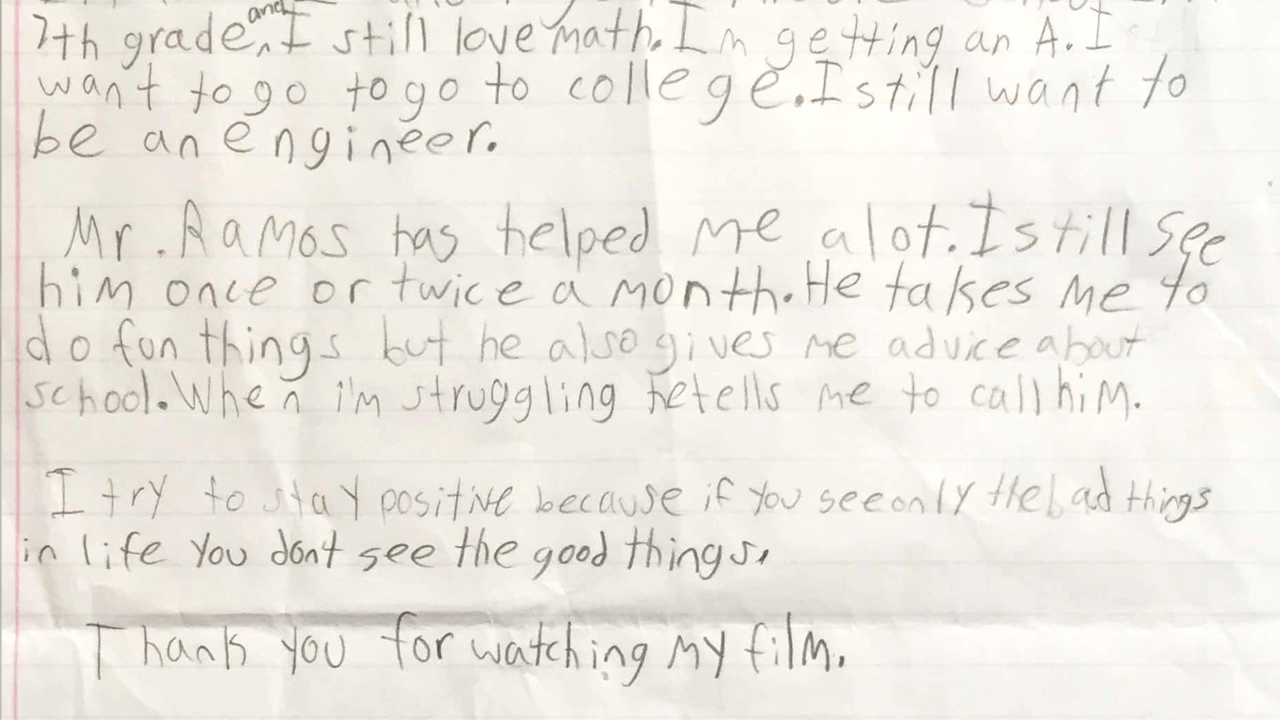 7th grade, and I still love math. I'm getting an A. I
want to go to go to college. I still want to
be an engineer.
Mr. Ramos has helped me alot. I still see
him once or twice a month. He takes me to
do fun things but he also gives me advice about
school. When i'm struggling he tells me to call him.
I try to stay positive because if you see only the bad things
in life you dont see the good things.
Thank you for watching my film.